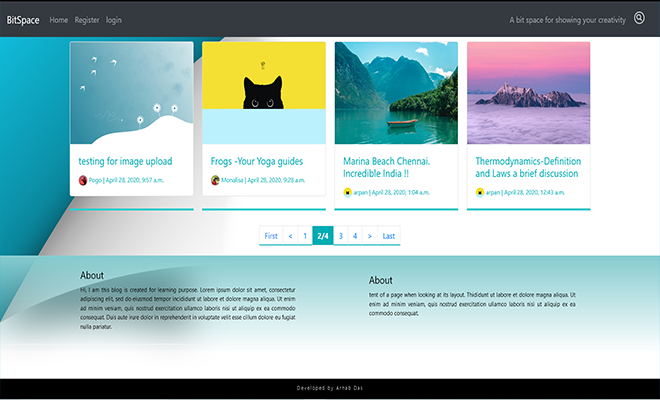 BitSpace Home Register login A bit space for showing your creativity
testing for image upload
Pogo | April 28, 2020, 9:57 a.m.
Frogs -Your Yoga guides
Monalisa | April 28, 2020, 9:28 a.m.
Marina Beach Chennai.
Incredible India !!
arpan | April 28, 2020, 1:04 a.m.
Thermodynamics-Definition
and Laws a brief discussion
arpan | April 28, 2020, 12:43 a.m.
First < 1 2/4 3 4 > Last
About
Hi, I am this blog is created for learning purpose. Lorem ipsum dolor sit amet, consectetur
adipiscing elit, sed do-eiusmod tempor incididunt ut labore et dolore magna aliqua. Ut enim
ad minim veniam, quis nostrud exercitation ullamco laboris nisi ut aliquip ex ea commodo
consequat. Duis aute irure dolor in reprehenderit in voluptate velit esse cillum dolore eu fugiat
nulla pariatur.
About
tent of a page when looking at its layout. Thididunt ut labore et dolore magna aliqua. Ut enim
ad minim veniam, quis nostrud exercitation ullamco laboris nisi ut aliquip ex ea commodo
consequat.
Developed by Arnab Das